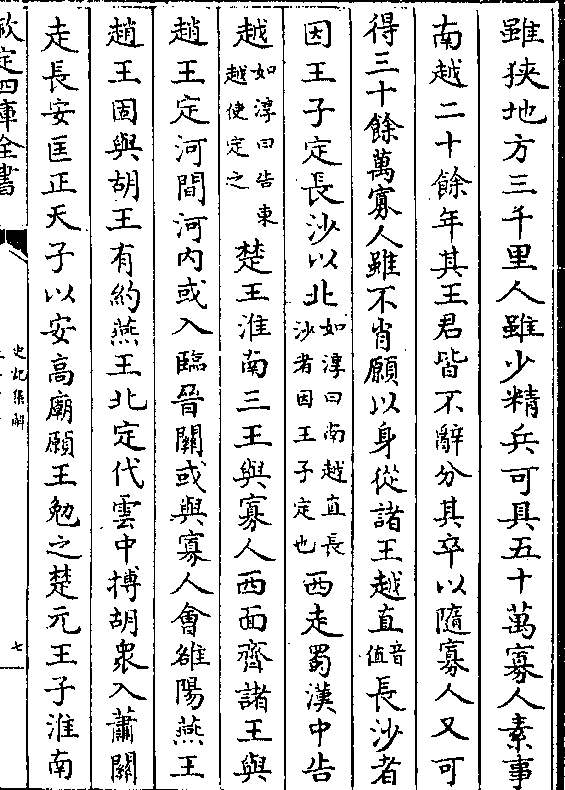 雖狹地方三千里人雖少精兵可具五十萬寡人素事
南越二十餘年其王君皆不辭分其卒以隨寡人又可
得三十餘萬寡人雖不肖願以身從諸王越直音值長沙者
因王子定長沙以北如淳曰南越直長沙者因王子定也西走蜀漢中告
越如淳曰告東越使定之楚王淮南三王與寡人西面齊諸王與
趙王定河間河内或入臨晉關或與寡人會雒陽燕王
趙王固與胡王有約燕王北定代雲中摶胡衆入蕭關
走長安匡正天子以安高廟願王勉之楚元王子淮南
欽定四庫全書
史記集解
七